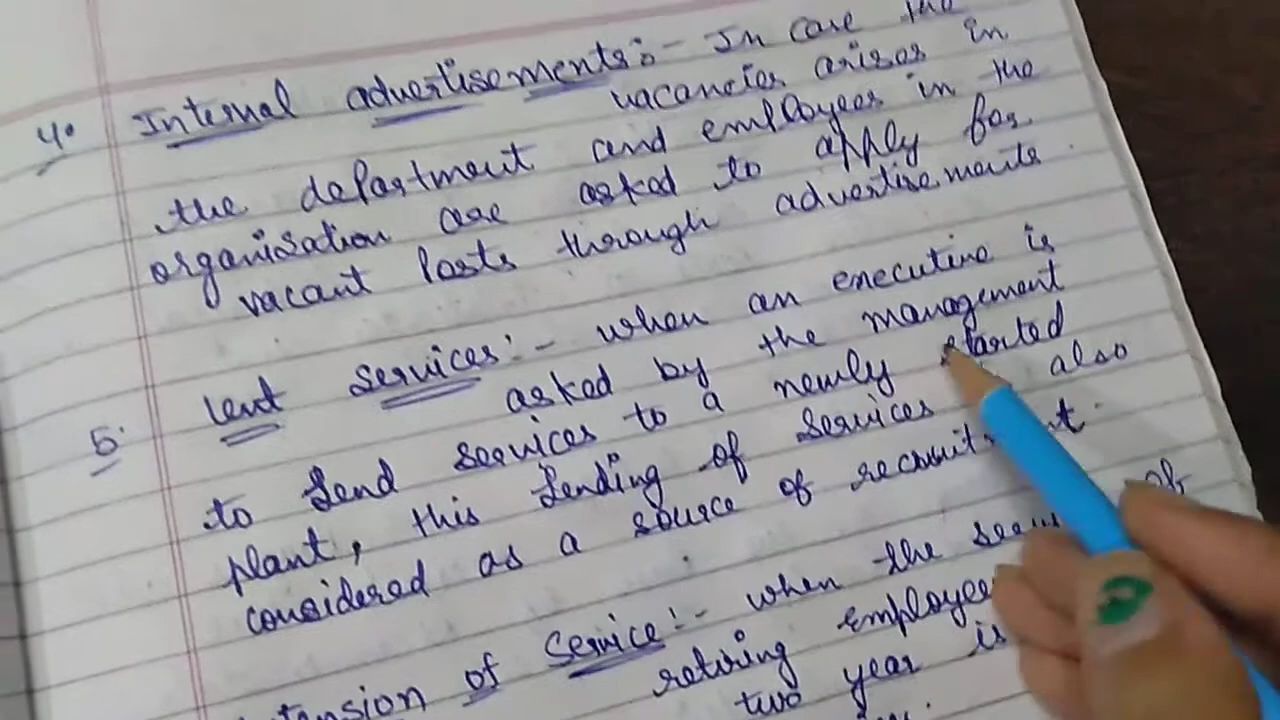 4. Internal advertisements:- In case the
vacancies arises in
the department and employees in the
organisation are asked to apply for
vacant posts through advertisements
5. lent services:- when an executive is
asked by the management
to lend services to a newly started
plant, this lending of services also
considered as a source of recruitment.
of Service:- when the of
retiring employee
two year is